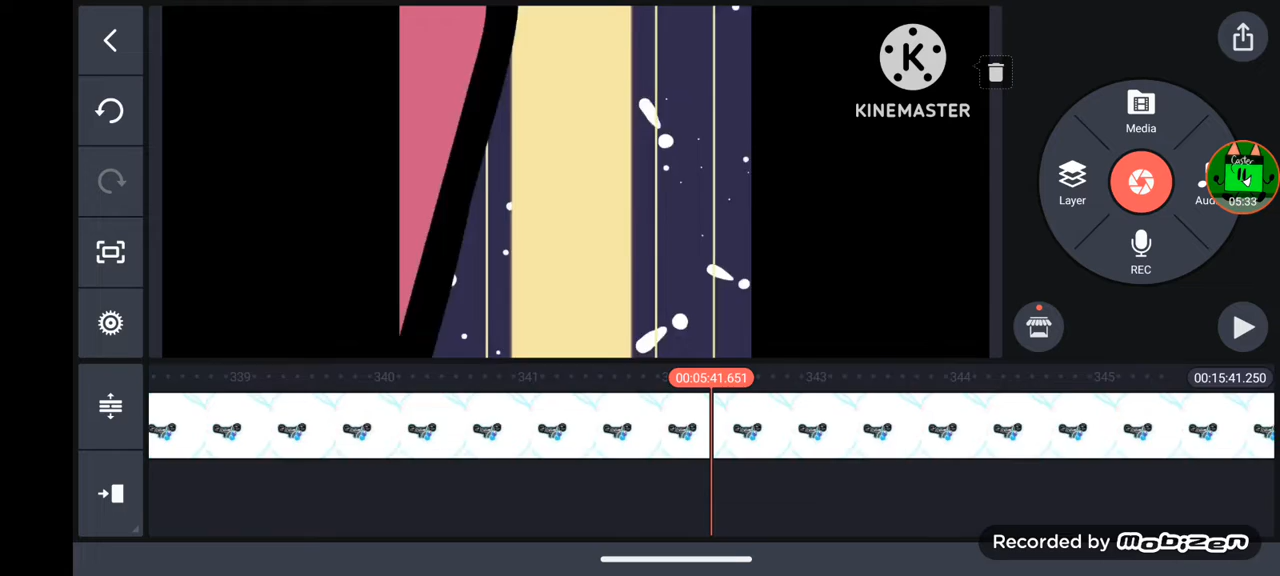 KINEMASTER
Media
Layer
Caster
05:33
REC
339
340
341
00:05:41.651
343
344
345
00:15:41.250
Recorded by mobizen